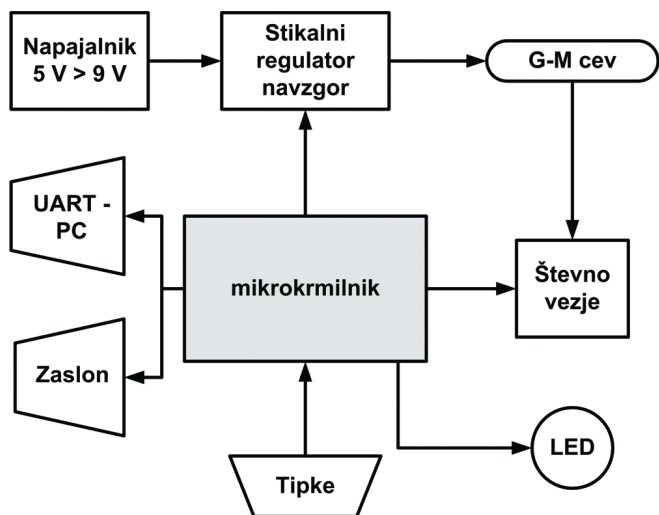 Napajalnik
5 V > 9 V
Stikalni
regulator
navzgor
G-M cev
UART -
PC
mikrokrmilnik
Števno
vezje
Zaslon
LED
Tipke